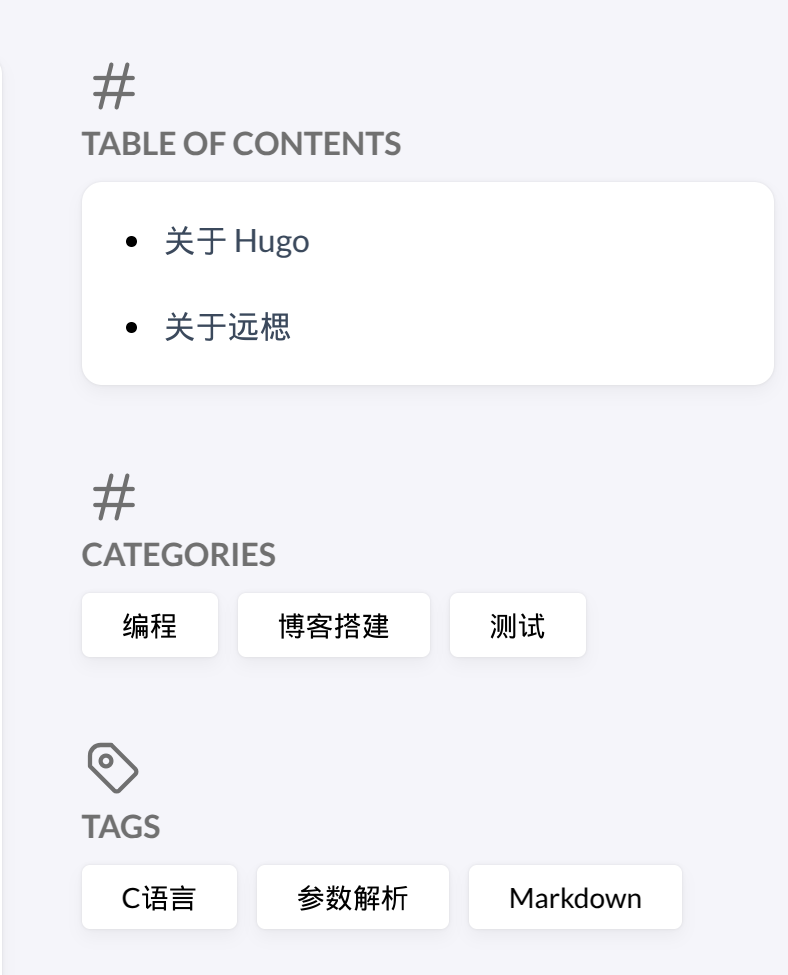 TABLE OF CONTENTS
关于 Hugo
关于远楒
CATEGORIES
编程 博客搭建 测试
TAGS
C语言 参数解析 Markdown